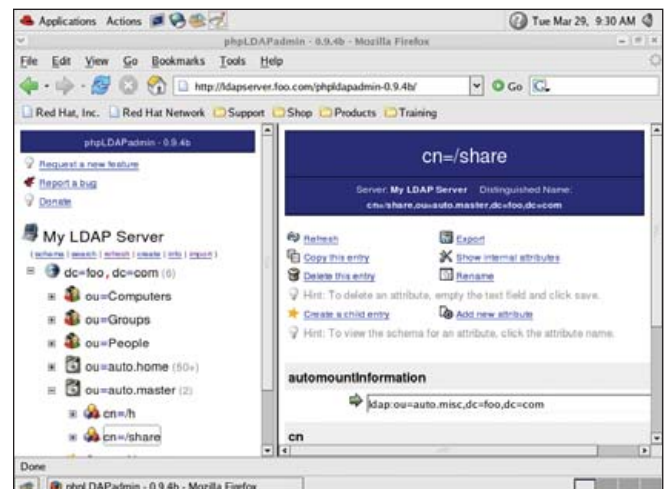 Applications Actions Tue Mar 29, 9:30 AM
phpLDAPadmin - 0.9.4b - Mozilla Firefox
File Edit View Go Bookmarks Tools Help
http://ldapserver.foo.com/phpldapadmin-0.9.4b/ Go
Red Hat, Inc. Red Hat Network Support Shop Products Training
phpLDAPadmin - 0.9.4b
Request a new feature
Report a bug
Donate
My LDAP Server
( schema | search | refresh | create | info | import )
dc=foo, dc=com (6)
ou=Computers
ou=Groups
ou=People
ou=auto.home (50+)
ou=auto.master (2)
cn=/h
cn=/share
cn=/share
Server: My LDAP Server Distinguished Name:
cn=/share,ou=auto.master,dc=foo,dc=com
Refresh Export
Copy this entry Show internal attributes
Delete this entry Rename
Hint: To delete an attribute, empty the text field and click save.
Create a child entry Add new attribute
Hint: To view the schema for an attribute, click the attribute name.
automountInformation
ldap:ou=auto.misc,dc=foo,dc=com
cn
Done
phpLDAPadmin - 0.9.4b - Mozilla Firefox